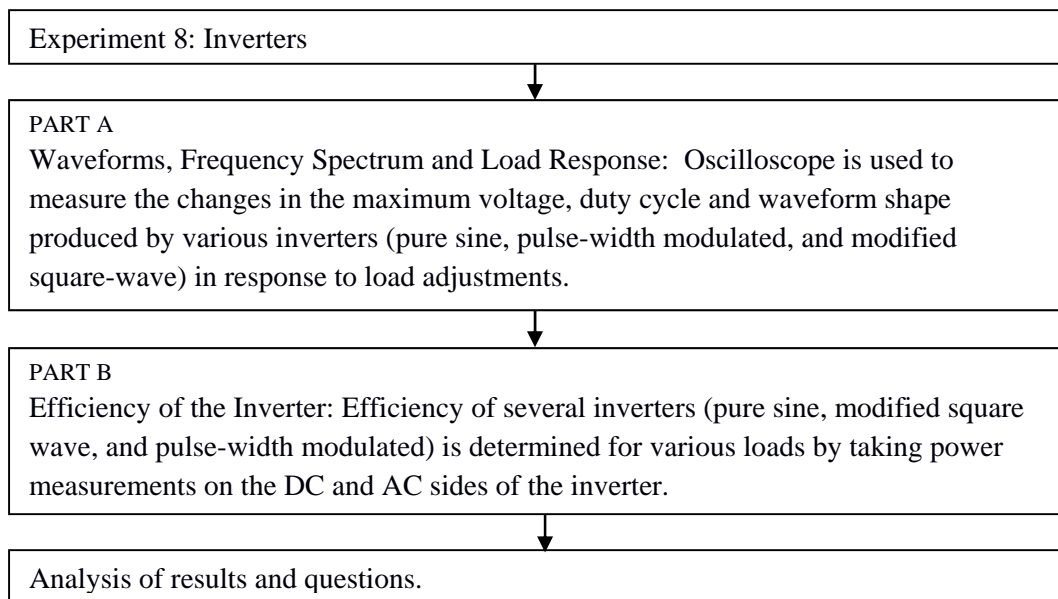 Experiment 8: Inverters
PART A
Waveforms, Frequency Spectrum and Load Response: Oscilloscope is used to
measure the changes in the maximum voltage, duty cycle and waveform shape
produced by various inverters (pure sine, pulse-width modulated, and modified
square-wave) in response to load adjustments.
PART B
Efficiency of the Inverter: Efficiency of several inverters (pure sine, modified square
wave, and pulse-width modulated) is determined for various loads by taking power
measurements on the DC and AC sides of the inverter.
Analysis of results and questions.